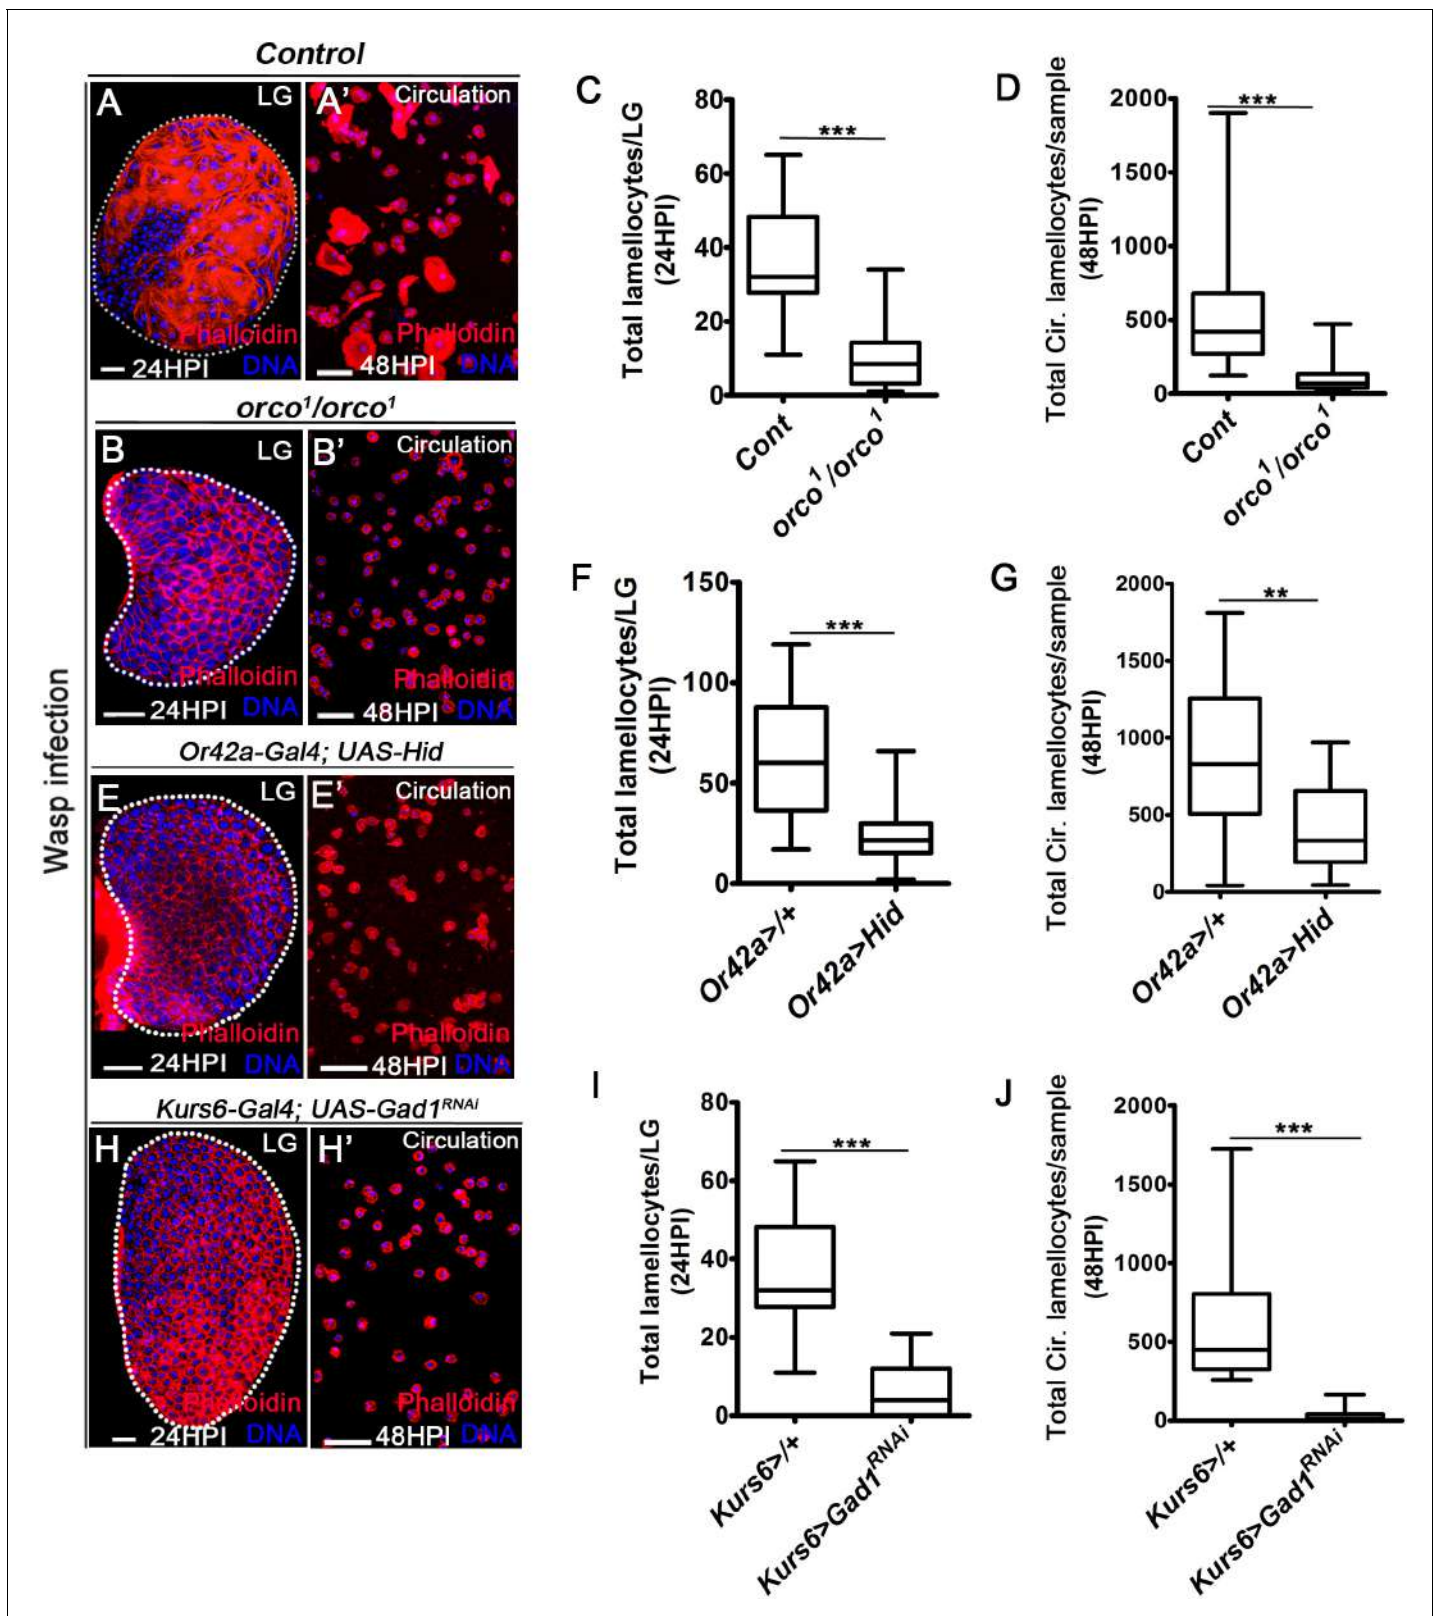 Wasp infection
Control
A
LG
Phalloidin
24HPI DNA
A’
Circulation
Phalloidin
48HPI DNA
orco¹/orco¹
B
LG
Phalloidin
24HPI DNA
B’
Circulation
Phalloidin
48HPI DNA
Or42a-Gal4; UAS-Hid
E
LG
Phalloidin
24HPI DNA
E’
Circulation
Phalloidin
48HPI DNA
Kurs6-Gal4; UAS-Gad1ᴿᴺᴬⁱ
H
LG
Phalloidin
24HPI DNA
H’
Circulation
Phalloidin
48HPI DNA
C
Total lamellocytes/LG
(24HPI)
80
60
40
20
0
***
Cont
orco¹/orco¹
D
Total Cir. lamellocytes/sample
(48HPI)
2000
1500
1000
500
0
***
Cont
orco¹/orco¹
F
Total lamellocytes/LG
(24HPI)
150
100
50
0
***
Or42a>/+
Or42a>Hid
G
Total Cir. lamellocytes/sample
(48HPI)
2000
1500
1000
500
0
**
Or42a>/+
Or42a>Hid
I
Total lamellocytes/LG
(24HPI)
80
60
40
20
0
***
Kurs6>/+
Kurs6>Gad1ᴿᴺᴬⁱ
J
Total Cir. lamellocytes/sample
(48HPI)
2000
1500
1000
500
0
***
Kurs6>/+
Kurs6>Gad1ᴿᴺᴬⁱ